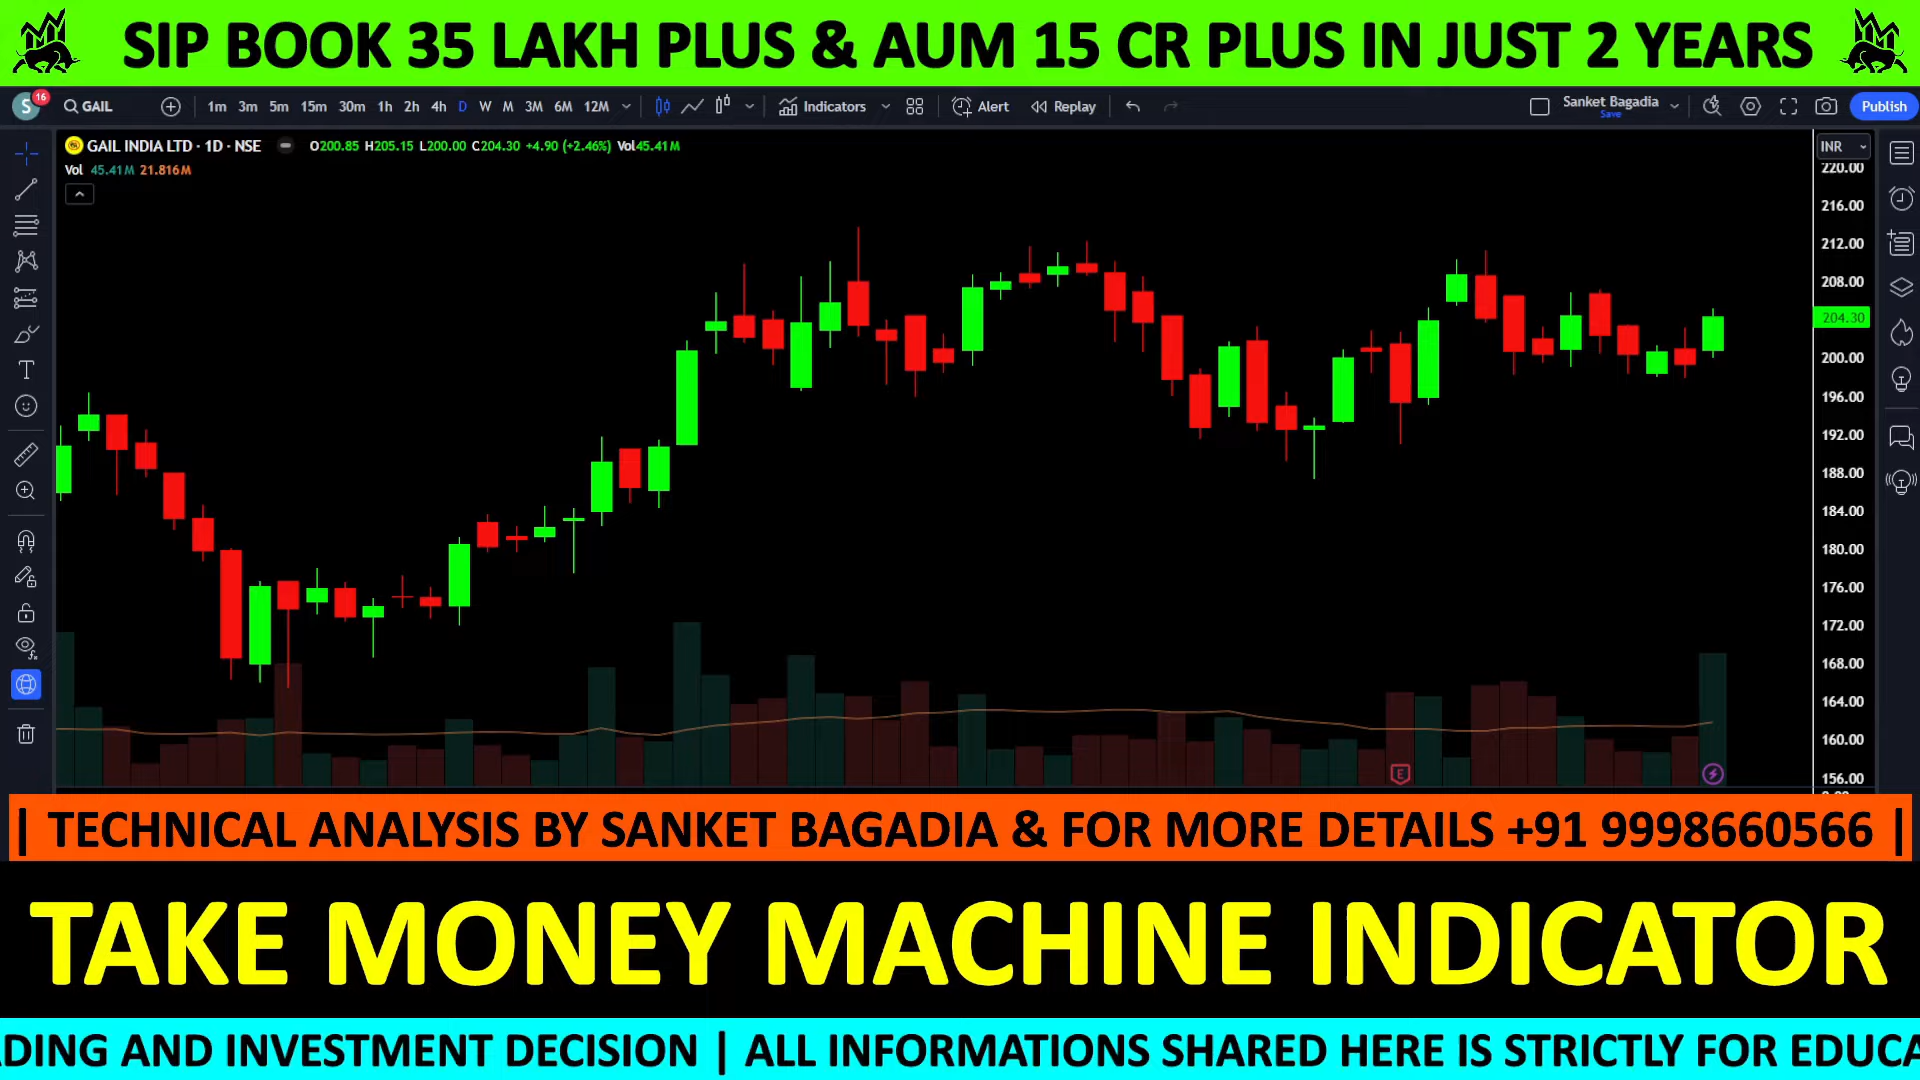 SIP BOOK 35 LAKH PLUS & AUM 15 CR PLUS IN JUST 2 YEARS
S 16 GAIL 1m 3m 5m 15m 30m 1h 2h 4h D W M 3M 6M 12M Indicators Alert Replay Sanket Bagadia Save Publish
GAIL INDIA LTD · 1D · NSE O200.85 H205.15 L200.00 C204.30 +4.90 (+2.46%) Vol45.41M
INR
Vol 45.41M 21.816M
220.00
216.00
212.00
208.00
204.30
200.00
196.00
192.00
188.00
184.00
180.00
176.00
172.00
168.00
164.00
160.00
E
156.00
| TECHNICAL ANALYSIS BY SANKET BAGADIA & FOR MORE DETAILS +91 9998660566 |
TAKE MONEY MACHINE INDICATOR
ADING AND INVESTMENT DECISION | ALL INFORMATIONS SHARED HERE IS STRICTLY FOR EDUCA